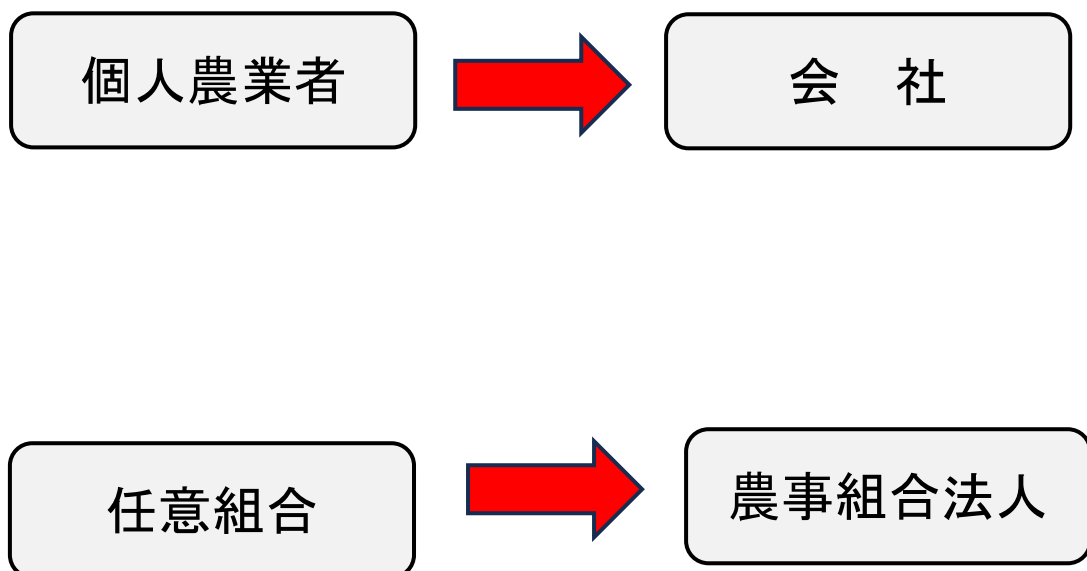 個人農業者
会　社
任意組合
農事組合法人